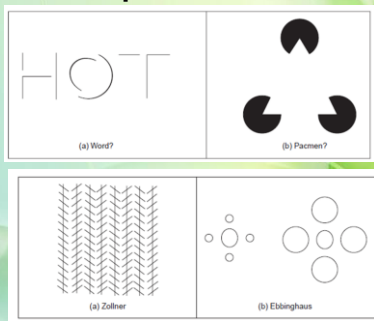 HOT
(a) Word?
(b) Pacmen?
(a) Zollner
(b) Ebbinghaus